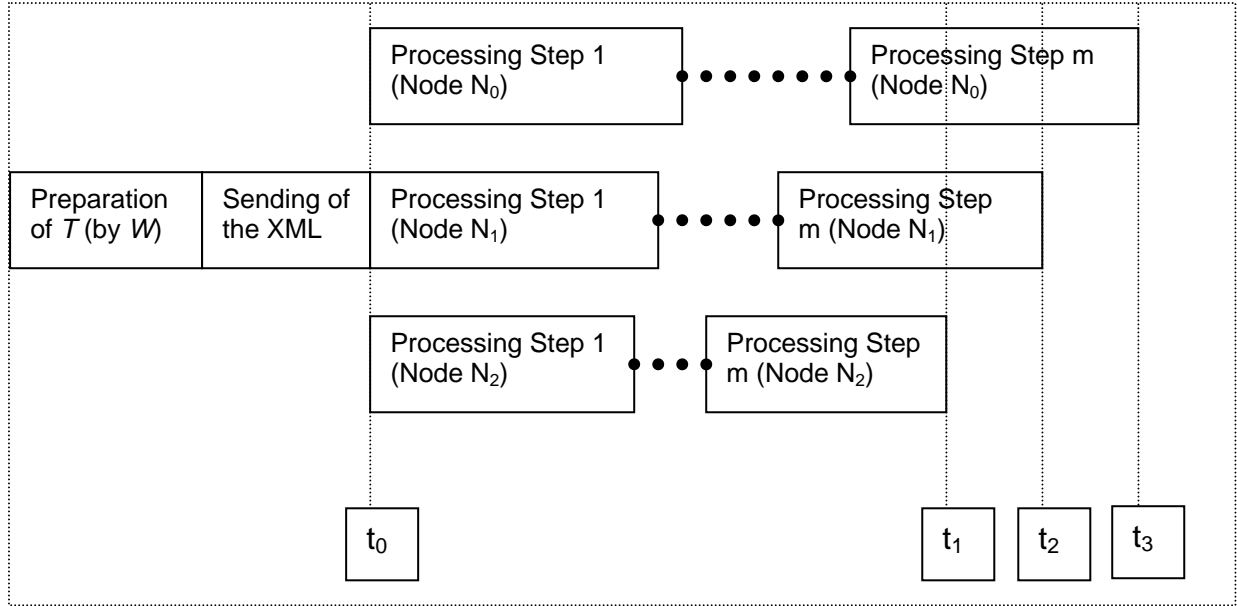 Processing Step 1
(Node N₀)
Processing Step m
(Node N₀)
Preparation
of T (by W)
Sending of
the XML
Processing Step 1
(Node N₁)
Processing Step
m (Node N₁)
Processing Step 1
(Node N₂)
Processing Step
m (Node N₂)
t₀
t₁
t₂
t₃